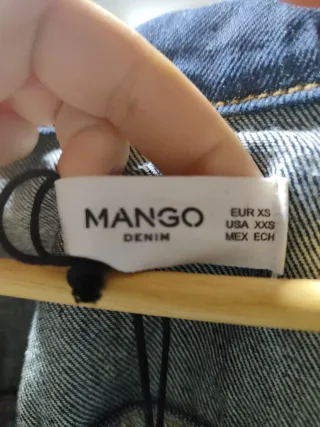 MANGO
DENIM
EUR XS
USA XXS
MEX ECH